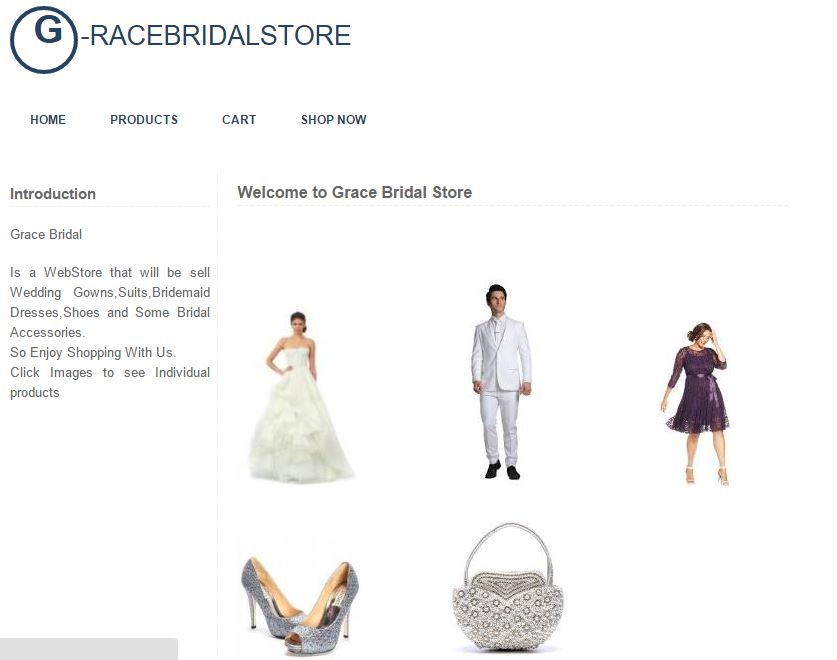 G-RACEBRIDALSTORE
HOME PRODUCTS CART SHOP NOW
Introduction
Grace Bridal
Is a WebStore that will be sell
Wedding Gowns,Suits,Bridemaid
Dresses,Shoes and Some Bridal
Accessories.
So Enjoy Shopping With Us.
Click Images to see Individual
products
Welcome to Grace Bridal Store